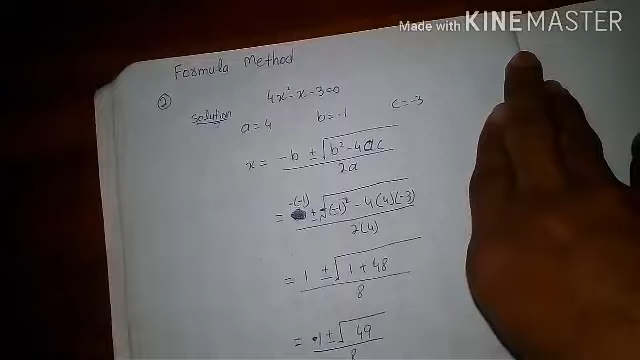 Made with KINEMASTER
Formula Method
② 4x² - x - 3 = 0
solution
a = 4 b = -1 c = -3
x = -b ± √b² - 4ac / 2a
= -(-1) ± √(-1)² - 4(4)(-3) / 2(4)
= 1 ± √1 + 48 / 8
= 1 ± √49 / 8